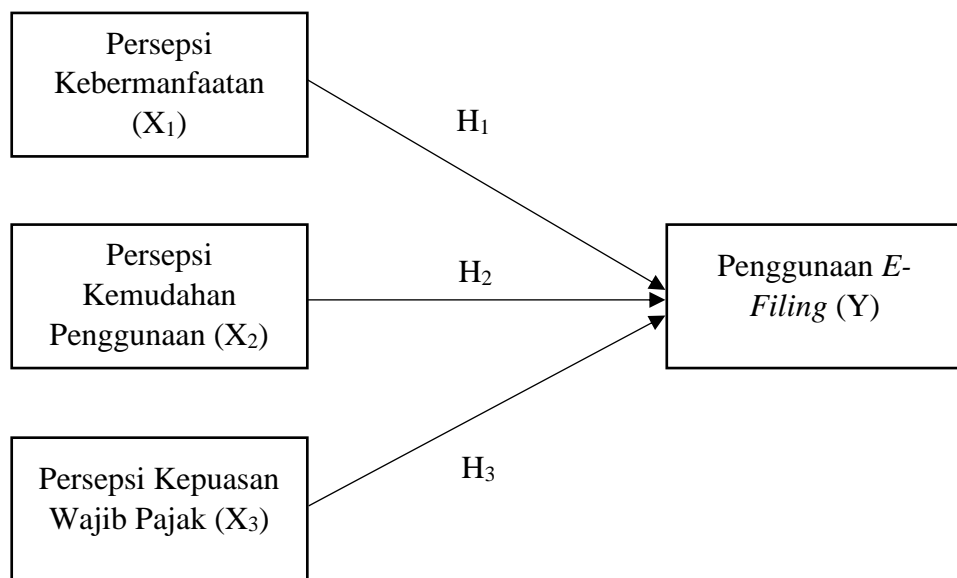 Persepsi
Kebermanfaatan
(X₁)
H₁
Persepsi
Kemudahan
Penggunaan (X₂)
H₂
Penggunaan E-
Filing (Y)
Persepsi Kepuasan
Wajib Pajak (X₃)
H₃